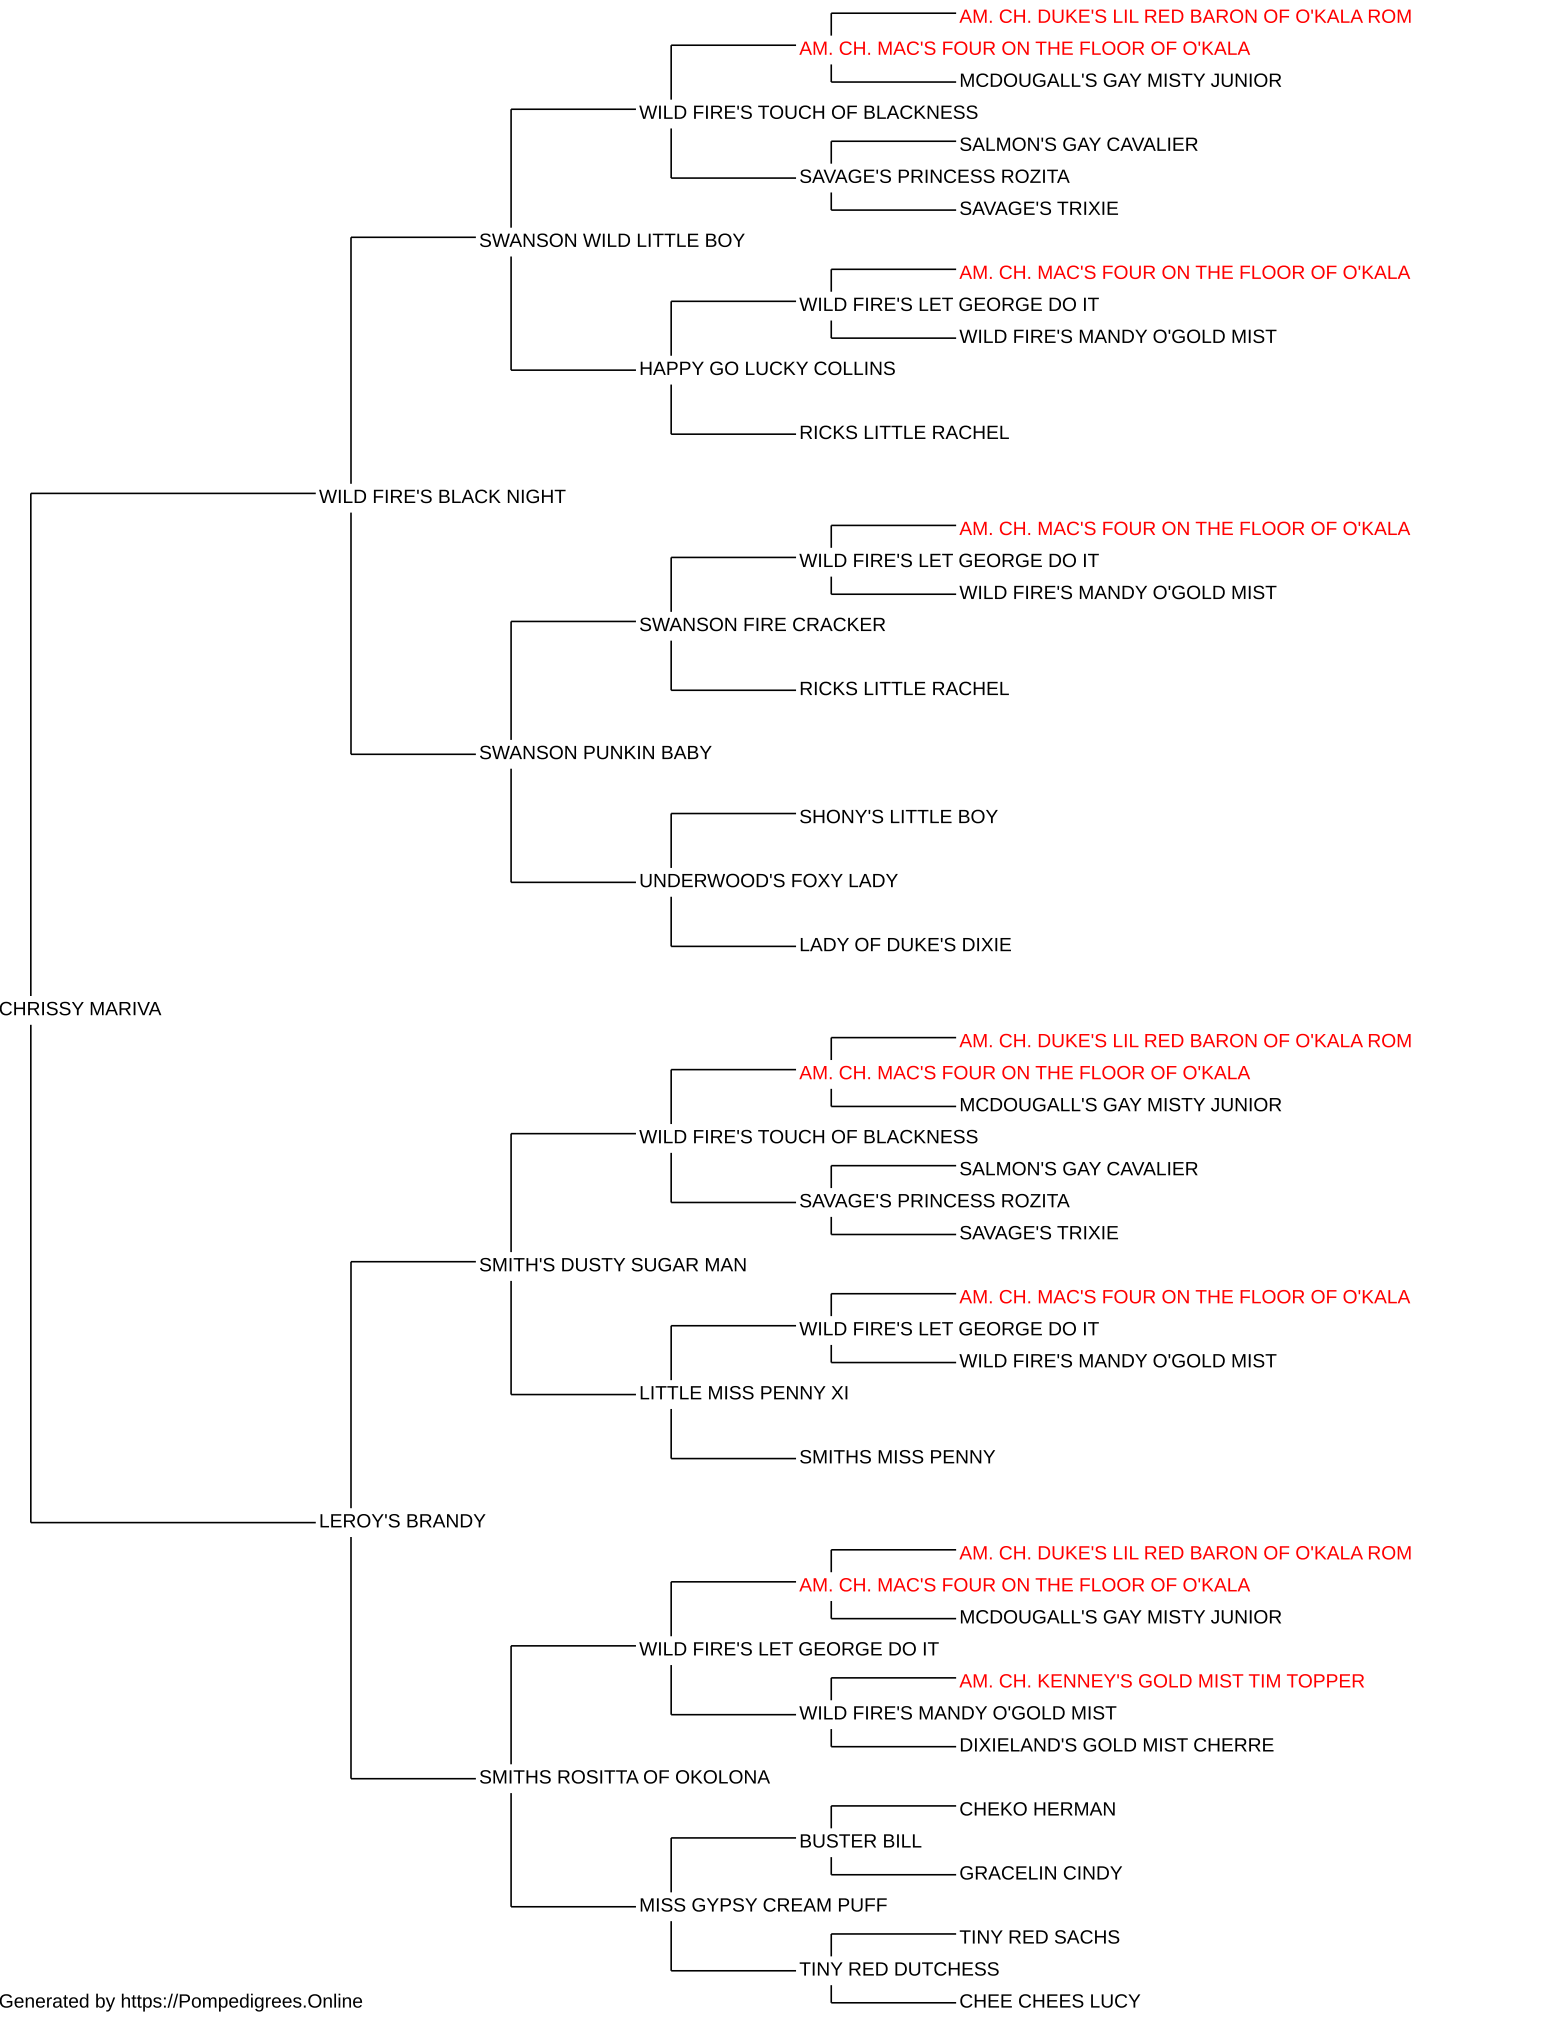 AM. CH. DUKE'S LIL RED BARON OF O'KALA ROM
AM. CH. MAC'S FOUR ON THE FLOOR OF O'KALA
MCDOUGALL'S GAY MISTY JUNIOR
WILD FIRE'S TOUCH OF BLACKNESS
SALMON'S GAY CAVALIER
SAVAGE'S PRINCESS ROZITA
SAVAGE'S TRIXIE
SWANSON WILD LITTLE BOY
AM. CH. MAC'S FOUR ON THE FLOOR OF O'KALA
WILD FIRE'S LET GEORGE DO IT
WILD FIRE'S MANDY O'GOLD MIST
HAPPY GO LUCKY COLLINS
RICKS LITTLE RACHEL
WILD FIRE'S BLACK NIGHT
AM. CH. MAC'S FOUR ON THE FLOOR OF O'KALA
WILD FIRE'S LET GEORGE DO IT
WILD FIRE'S MANDY O'GOLD MIST
SWANSON FIRE CRACKER
RICKS LITTLE RACHEL
SWANSON PUNKIN BABY
SHONY'S LITTLE BOY
UNDERWOOD'S FOXY LADY
LADY OF DUKE'S DIXIE
CHRISSY MARIVA
AM. CH. DUKE'S LIL RED BARON OF O'KALA ROM
AM. CH. MAC'S FOUR ON THE FLOOR OF O'KALA
MCDOUGALL'S GAY MISTY JUNIOR
WILD FIRE'S TOUCH OF BLACKNESS
SALMON'S GAY CAVALIER
SAVAGE'S PRINCESS ROZITA
SAVAGE'S TRIXIE
SMITH'S DUSTY SUGAR MAN
AM. CH. MAC'S FOUR ON THE FLOOR OF O'KALA
WILD FIRE'S LET GEORGE DO IT
WILD FIRE'S MANDY O'GOLD MIST
LITTLE MISS PENNY XI
SMITHS MISS PENNY
LEROY'S BRANDY
AM. CH. DUKE'S LIL RED BARON OF O'KALA ROM
AM. CH. MAC'S FOUR ON THE FLOOR OF O'KALA
MCDOUGALL'S GAY MISTY JUNIOR
WILD FIRE'S LET GEORGE DO IT
AM. CH. KENNEY'S GOLD MIST TIM TOPPER
WILD FIRE'S MANDY O'GOLD MIST
DIXIELAND'S GOLD MIST CHERRE
SMITHS ROSITTA OF OKOLONA
CHEKO HERMAN
BUSTER BILL
GRACELIN CINDY
MISS GYPSY CREAM PUFF
TINY RED SACHS
TINY RED DUTCHESS
CHEE CHEES LUCY
Generated by https://Pompedigrees.Online